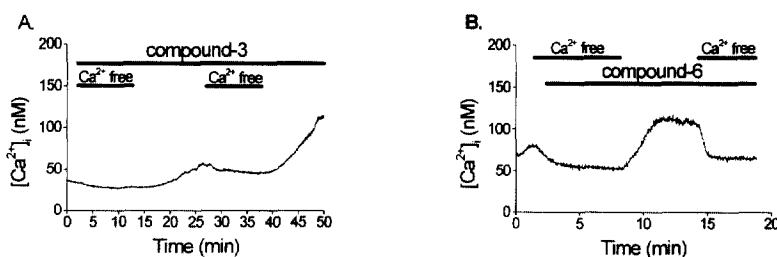 A.
compound-3
Ca²⁺ free
Ca²⁺ free
[Ca²⁺]ᵢ (nM)
200
150
100
50
0
0 5 10 15 20 25 30 35 40 45 50
Time (min)
B.
Ca²⁺ free
Ca²⁺ free
compound-6
[Ca²⁺]ᵢ (nM)
200
150
100
50
0
0 5 10 15 20
Time (min)